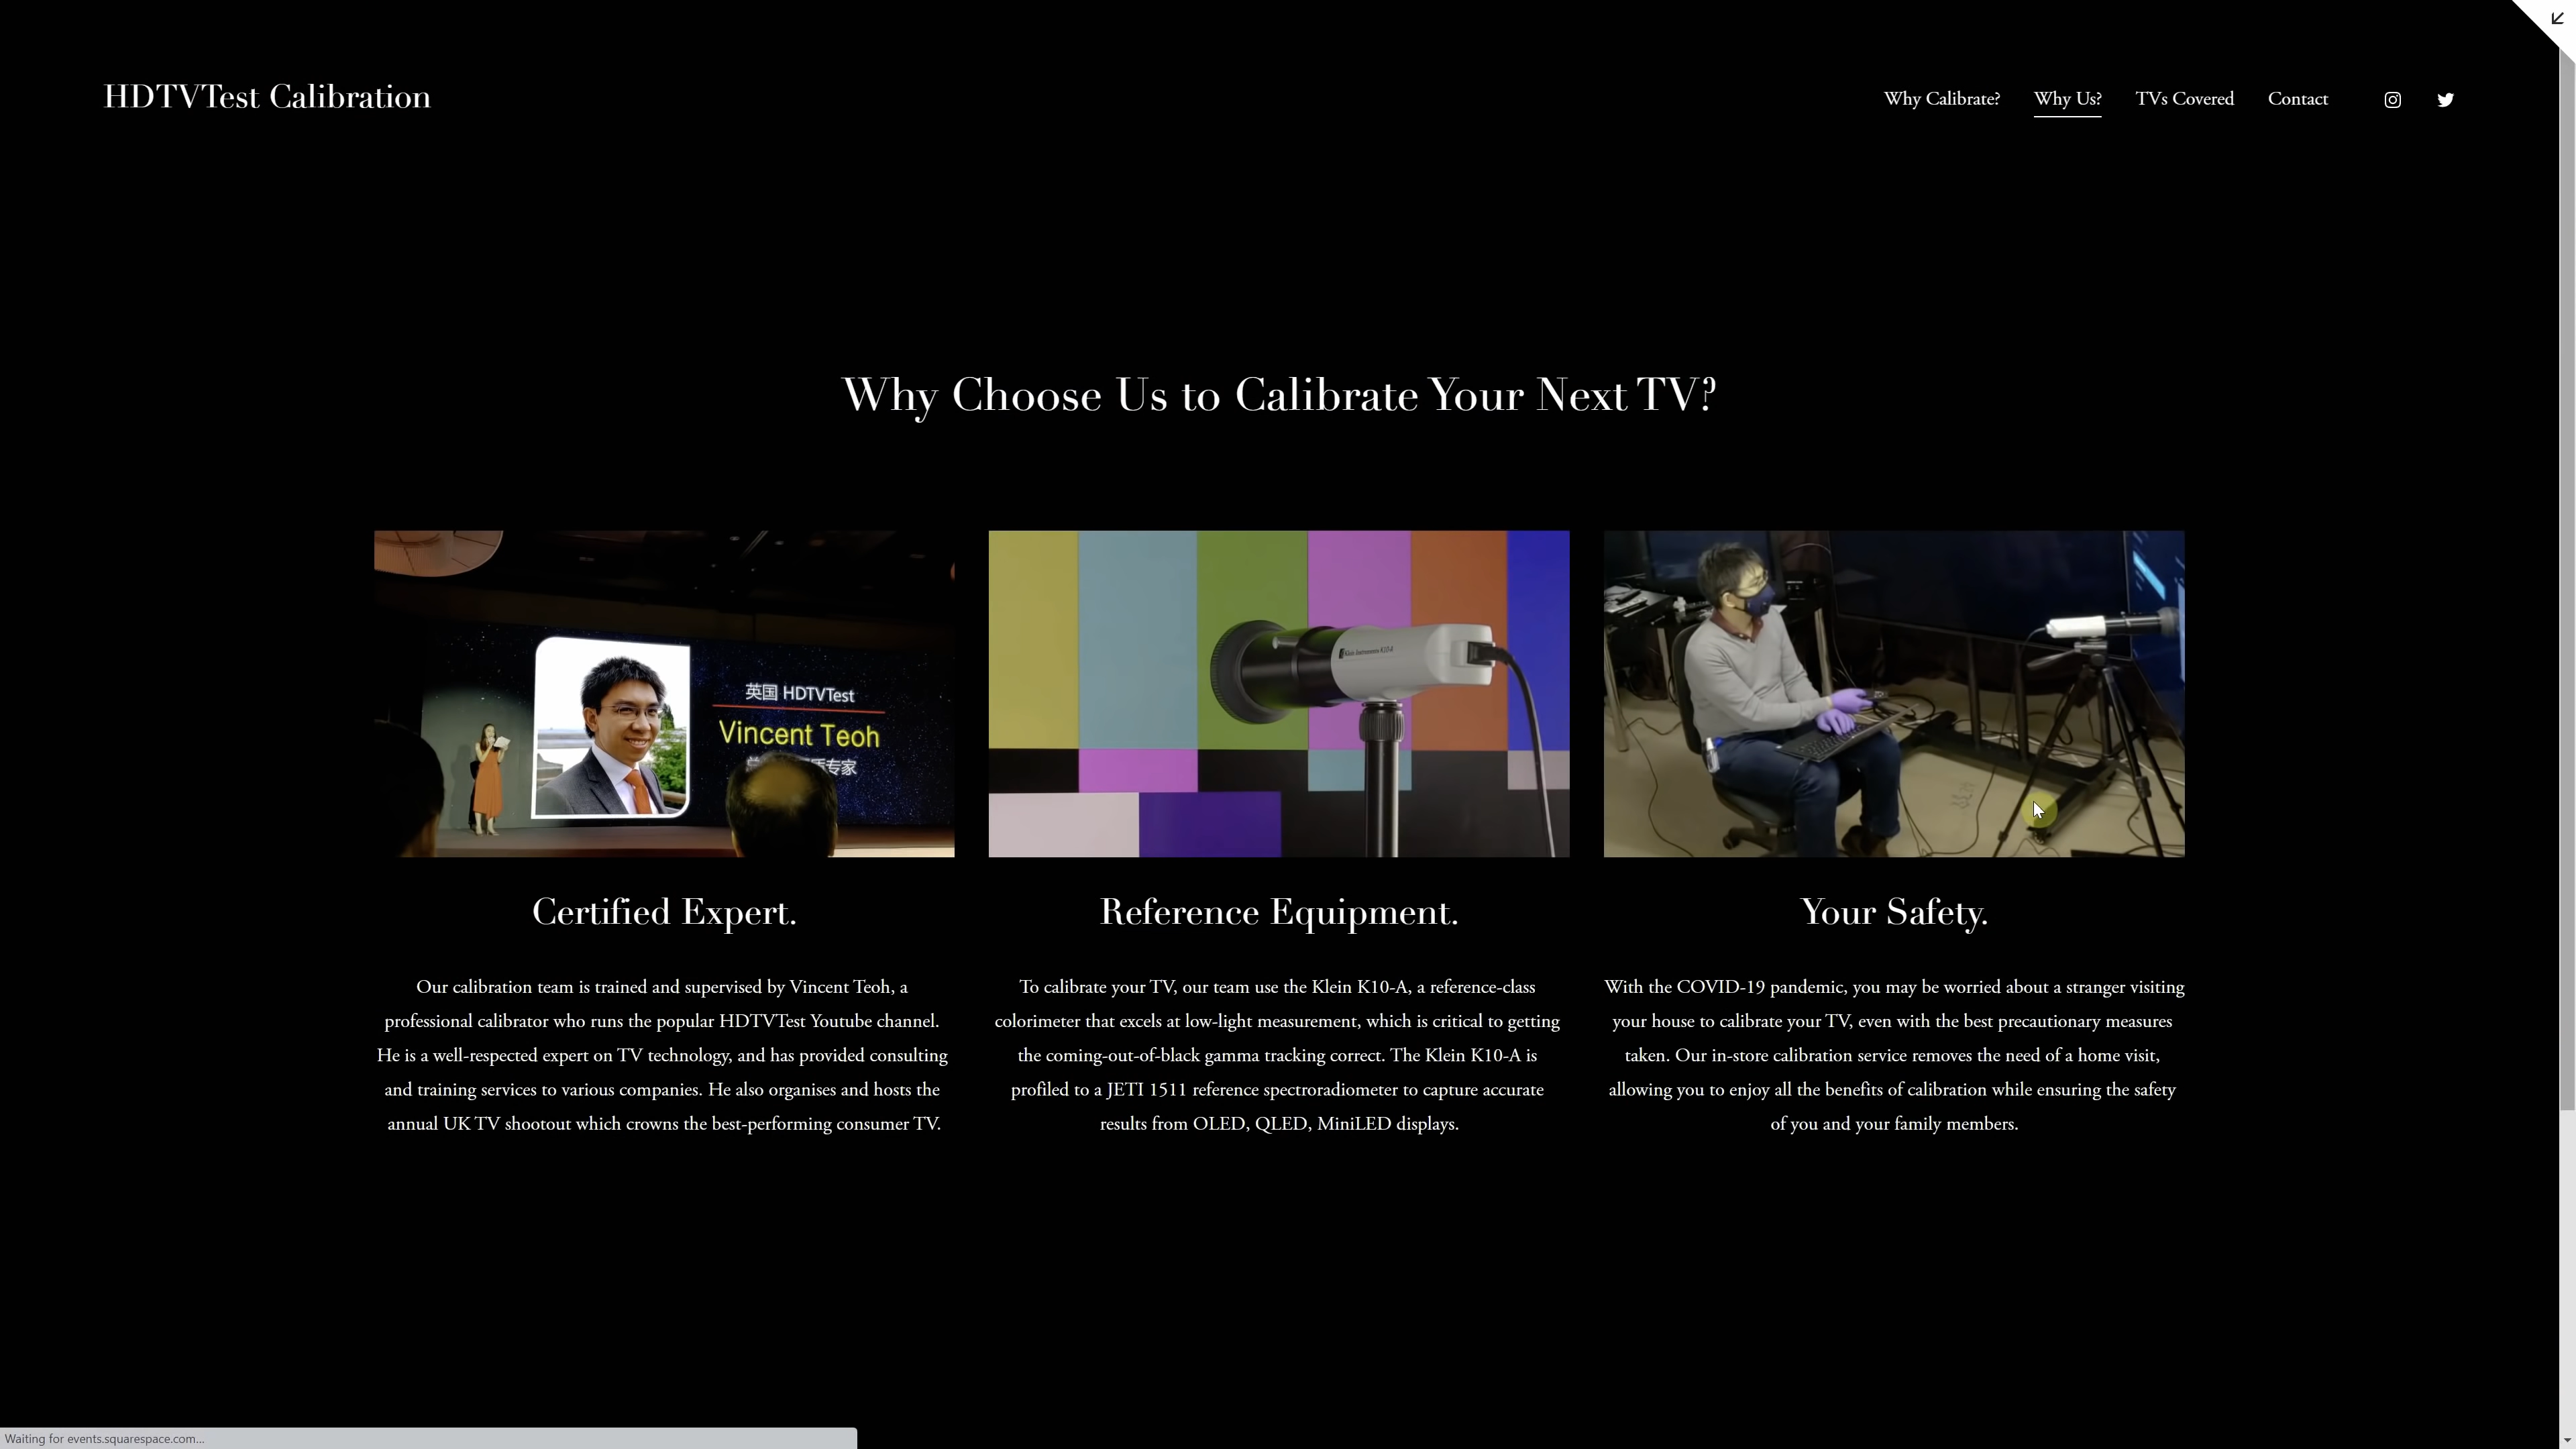 HDTVTest Calibration
Why Calibrate? Why Us? TVs Covered Contact
Why Choose Us to Calibrate Your Next TV?
英国 HDTVTest
Vincent Teoh
专家
Klein Instruments K10-A
Certified Expert.
Our calibration team is trained and supervised by Vincent Teoh, a
professional calibrator who runs the popular HDTVTest Youtube channel.
He is a well-respected expert on TV technology, and has provided consulting
and training services to various companies. He also organises and hosts the
annual UK TV shootout which crowns the best-performing consumer TV.
Reference Equipment.
To calibrate your TV, our team use the Klein K10-A, a reference-class
colorimeter that excels at low-light measurement, which is critical to getting
the coming-out-of-black gamma tracking correct. The Klein K10-A is
profiled to a JETI 1511 reference spectroradiometer to capture accurate
results from OLED, QLED, MiniLED displays.
Your Safety.
With the COVID-19 pandemic, you may be worried about a stranger visiting
your house to calibrate your TV, even with the best precautionary measures
taken. Our in-store calibration service removes the need of a home visit,
allowing you to enjoy all the benefits of calibration while ensuring the safety
of you and your family members.
Waiting for events.squarespace.com...